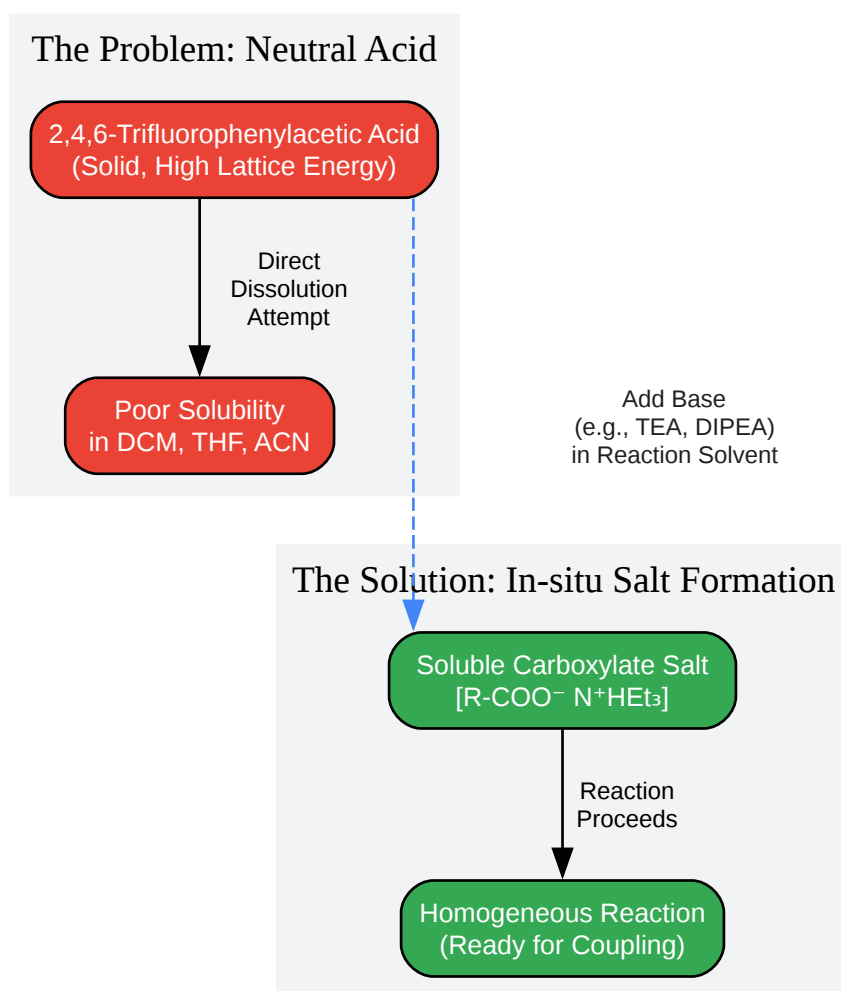 The Problem: Neutral Acid
2,4,6-Trifluorophenylacetic Acid
(Solid, High Lattice Energy)
Direct
Dissolution
Attempt
Poor Solubility
in DCM, THF, ACN
Add Base
(e.g., TEA, DIPEA)
in Reaction Solvent
The Solution: In-situ Salt Formation
Soluble Carboxylate Salt
[R-COO⁻ N⁺HEt₃]
Reaction
Proceeds
Homogeneous Reaction
(Ready for Coupling)